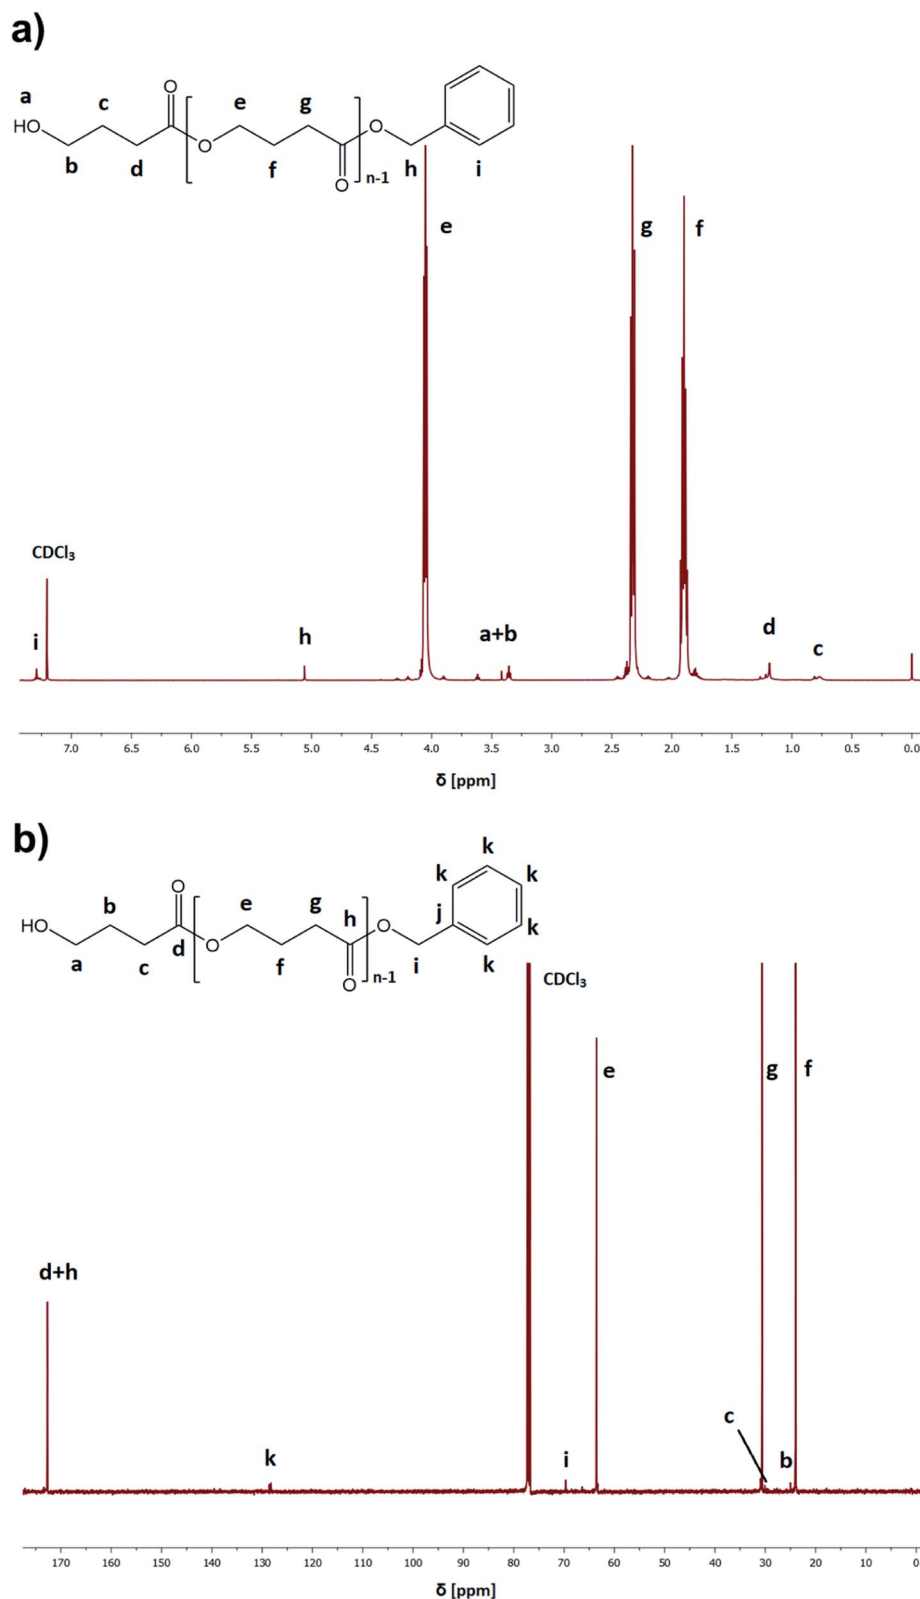 a)
a c O e g
HO O O
b d f O n-1 h i
e g f
CDCl3
i h a+b d c
7.0 6.5 6.0 5.5 5.0 4.5 4.0 3.5 3.0 2.5 2.0 1.5 1.0 0.5 0.0
δ [ppm]
b)
k
O k k
b e g j
HO d O h O k
a c f O n-1 i k
CDCl3
e g f
d+h
c
k i b
170 160 150 140 130 120 110 100 90 80 70 60 50 40 30 20 10 0
δ [ppm]